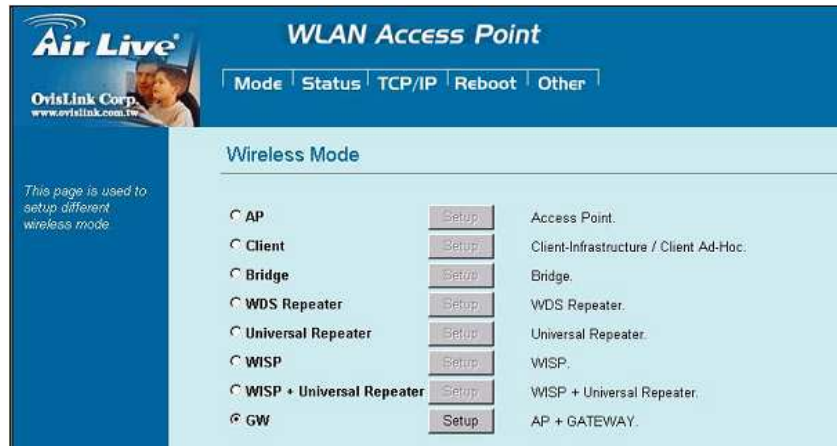 Air Live
OvisLink Corp.
www.ovislink.com.tw
WLAN Access Point
Mode Status TCP/IP Reboot Other
Wireless Mode
This page is used to
setup different
wireless mode
AP Setup Access Point.
Client Setup Client-Infrastructure / Client Ad-Hoc.
Bridge Setup Bridge.
WDS Repeater Setup WDS Repeater.
Universal Repeater Setup Universal Repeater.
WISP Setup WISP.
WISP + Universal Repeater Setup WISP + Universal Repeater.
GW Setup AP + GATEWAY.